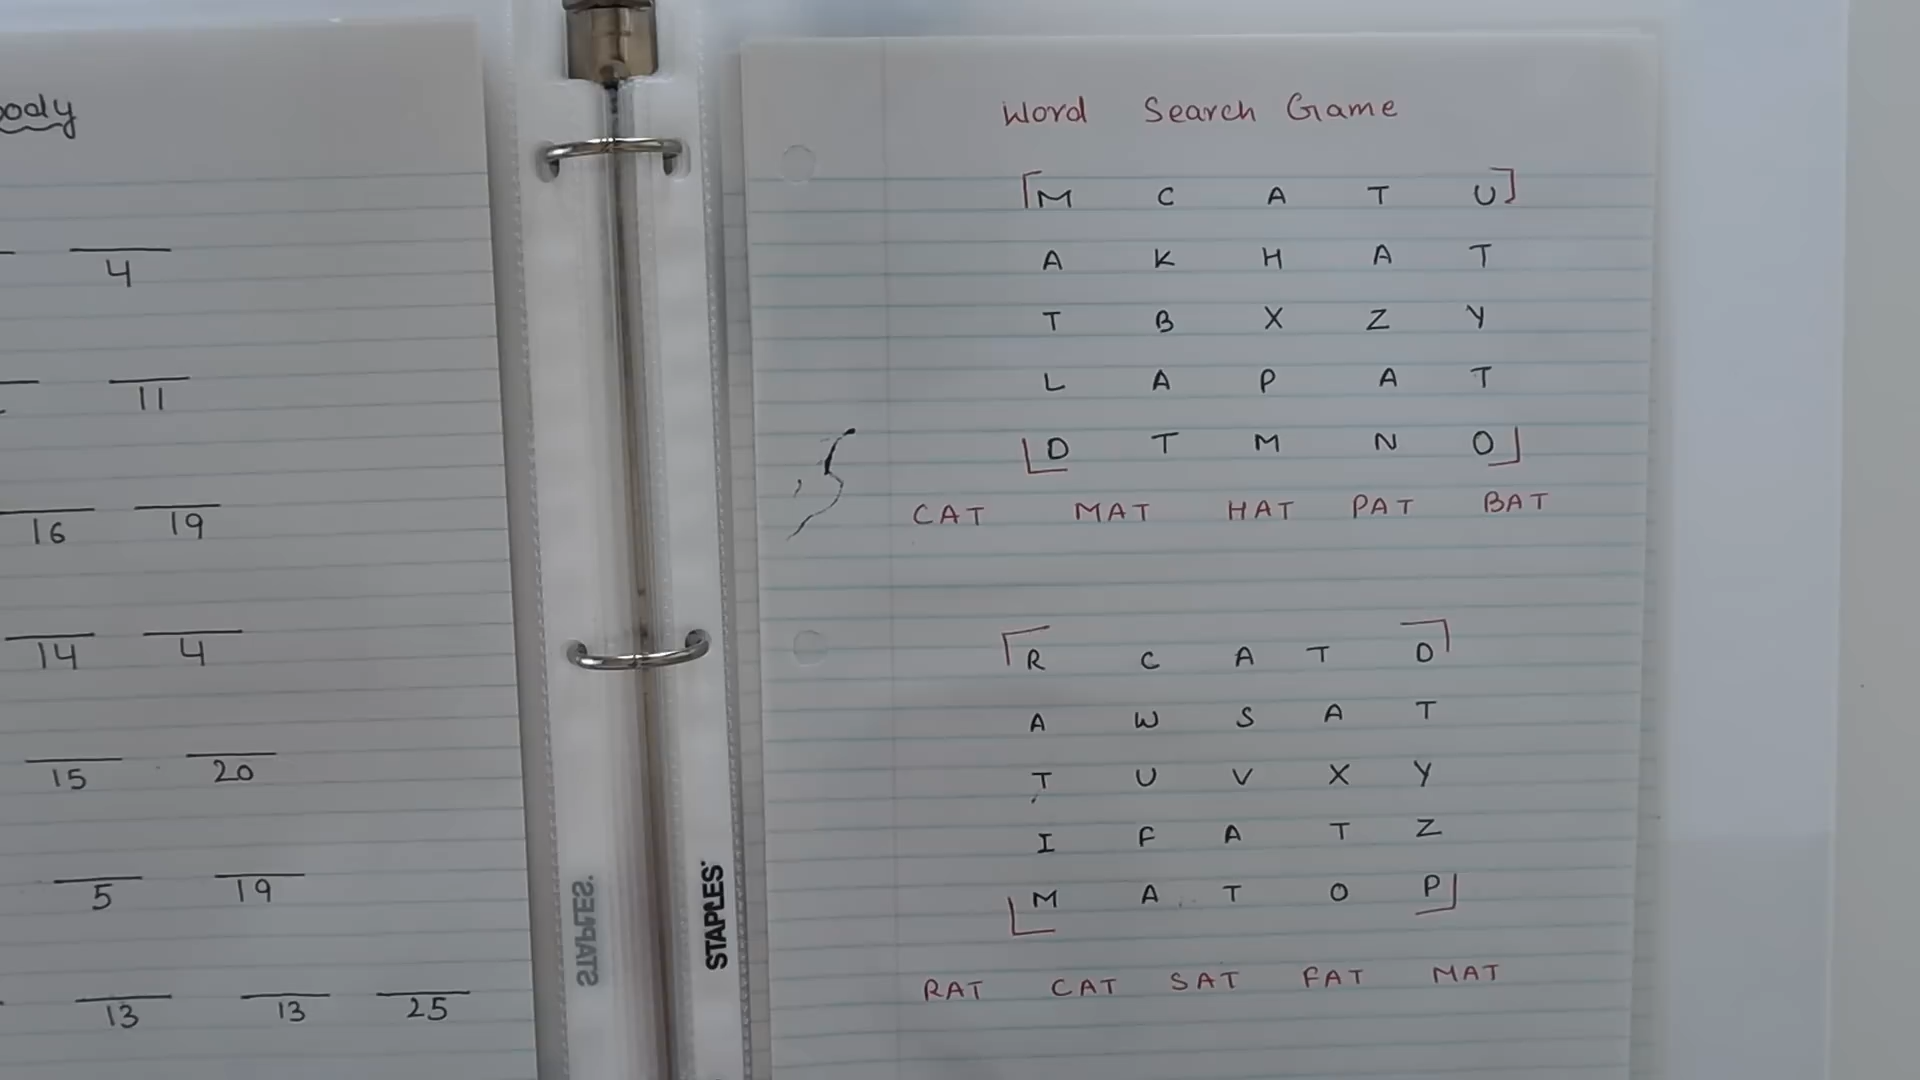 body
4
11
16 19
14 4
15 20
5 19
13 13 25
STAPLES
STAPLES
Word Search Game
M C A T U
A K H A T
T B X Z Y
L A P A T
D T M N O
CAT MAT HAT PAT BAT
R C A T D
A W S A T
T U V X Y
I F A T Z
M A T O P
RAT CAT SAT FAT MAT